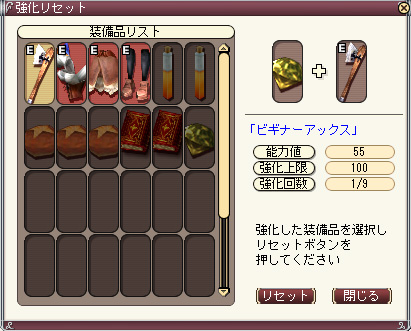 強化リセット
装備品リスト
E
E
E
E
E
「ビギナーアックス」
能力値 55
強化上限 100
強化回数 1/9
強化した装備品を選択し
リセットボタンを
押してください
リセット 閉じる